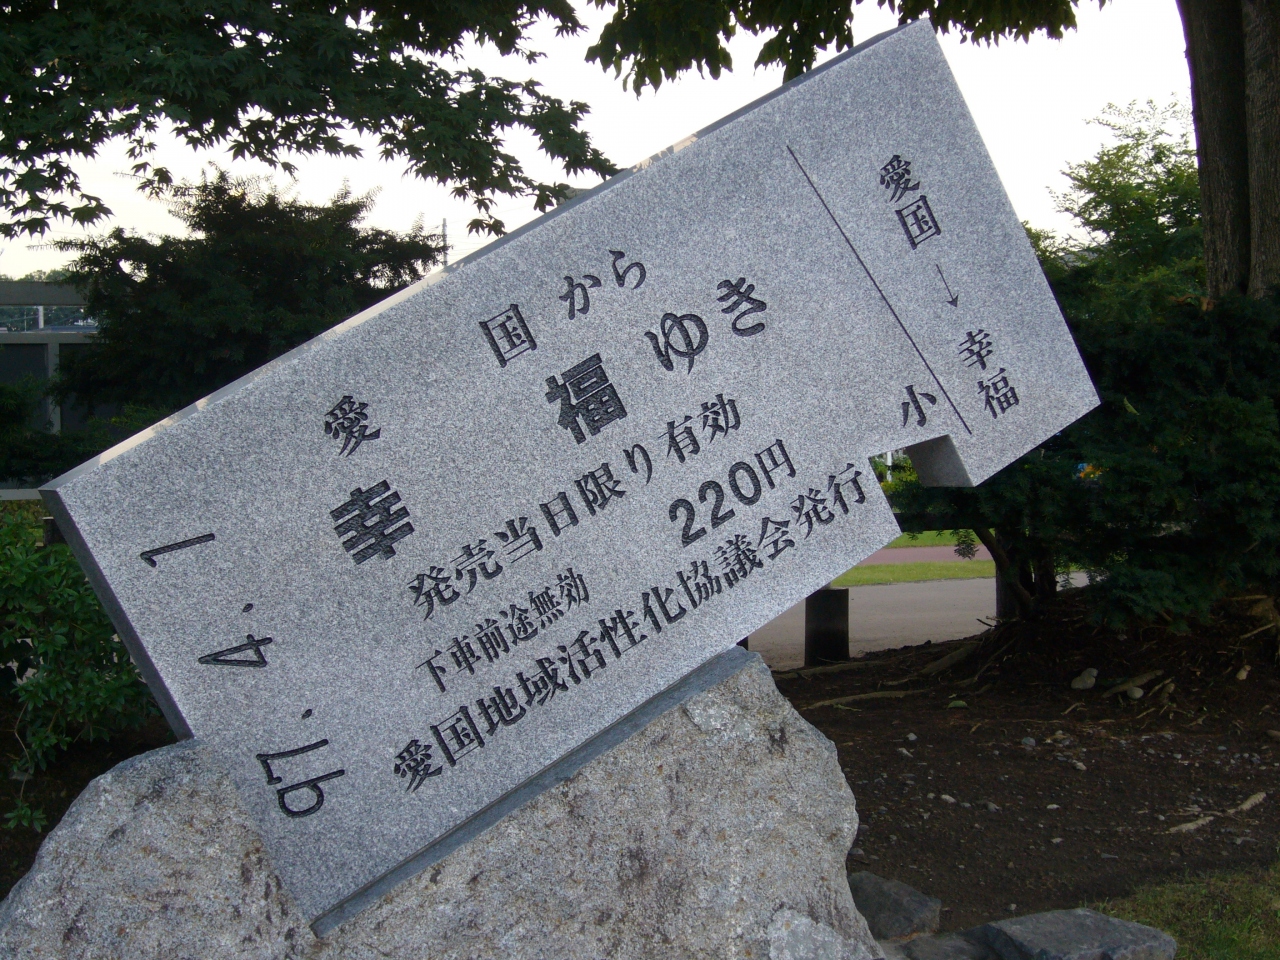 愛国から
幸福ゆき
発売当日限り有効
下車前途無効
220円
愛国地域活性化協議会発行
小
愛国→幸福
97.4.1